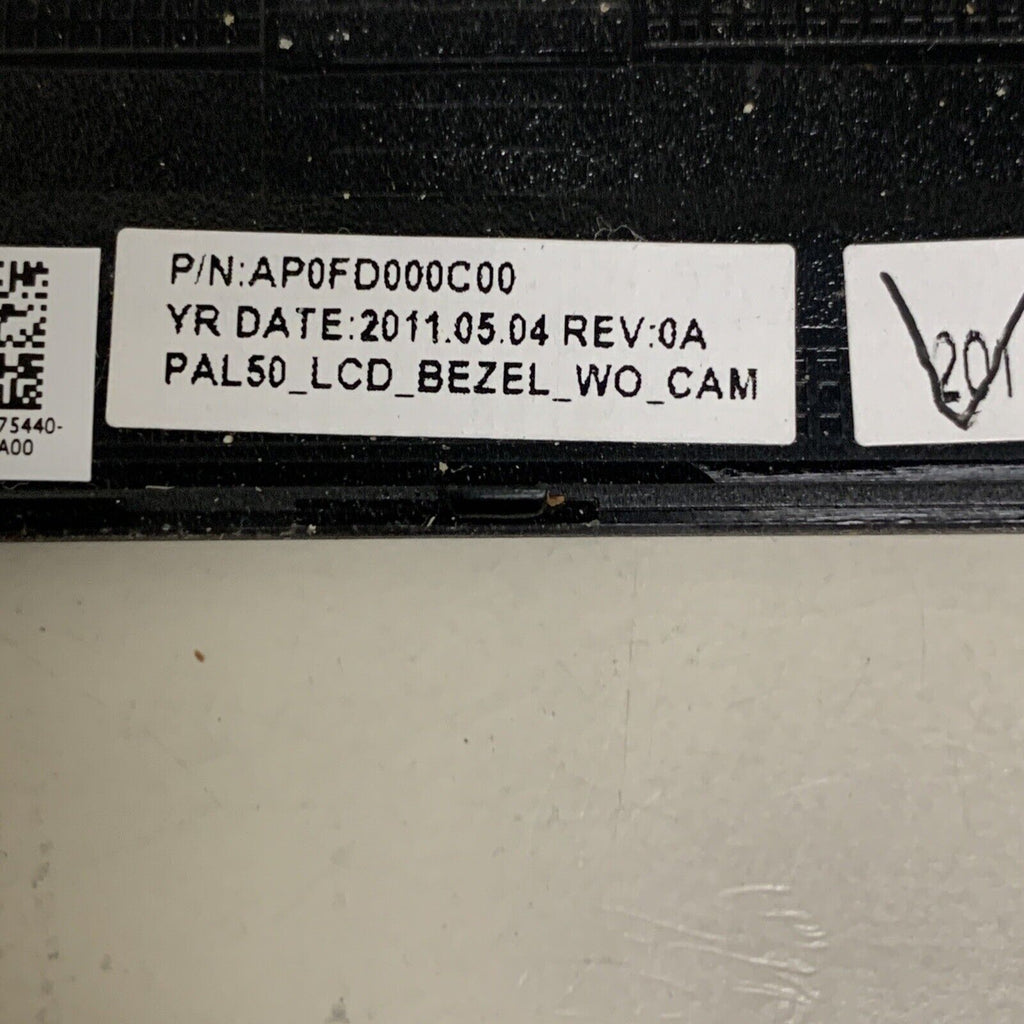 75440-
A00
P/N:AP0FD000C00
YR DATE:2011.05.04 REV:0A
PAL50_LCD_BEZEL_WO_CAM
201